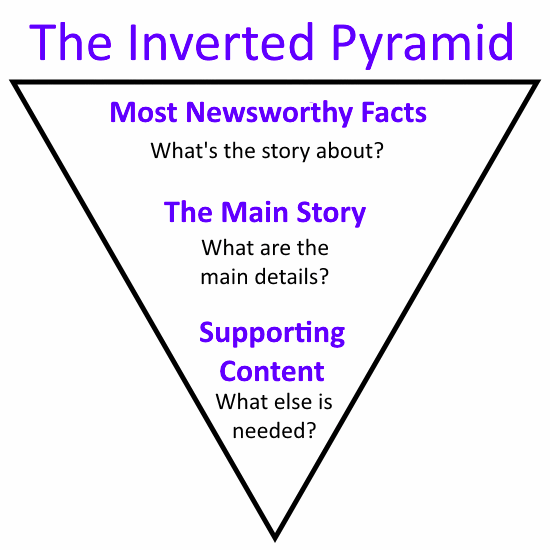 The Inverted Pyramid
Most Newsworthy Facts
What's the story about?
The Main Story
What are the
main details?
Supporting
Content
What else is
needed?